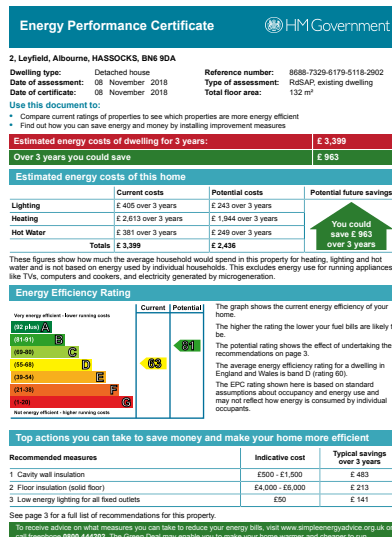 Energy Performance Certificate
HM Government
2, Leyfield, Albourne, HASSOCKS, BN6 9DA
Dwelling type: Detached house Reference number: 8688-7329-6179-5118-2902
Date of assessment: 08 November 2018 Type of assessment: RdSAP, existing dwelling
Date of certificate: 08 November 2018 Total floor area: 132 m²
Use this document to:
• Compare current ratings of properties to see which properties are more energy efficient
• Find out how you can save energy and money by installing improvement measures
Estimated energy costs of dwelling for 3 years: £ 3,399
Over 3 years you could save £ 963
Estimated energy costs of this home
Current costs Potential costs Potential future savings
Lighting £ 405 over 3 years £ 243 over 3 years
Heating £ 2,613 over 3 years £ 1,944 over 3 years
Hot Water £ 381 over 3 years £ 249 over 3 years
Totals £ 3,399 £ 2,436
You could
save £ 963
over 3 years
These figures show how much the average household would spend in this property for heating, lighting and hot
water and is not based on energy used by individual households. This excludes energy use for running appliances
like TVs, computers and cookers, and electricity generated by microgeneration.
Energy Efficiency Rating
Current Potential
Very energy efficient - lower running costs
(92 plus) A
(81-91) B
(69-80) C
(55-68) D
(39-54) E
(21-38) F
(1-20) G
Not energy efficient - higher running costs
63
81
The graph shows the current energy efficiency of your
home.
The higher the rating the lower your fuel bills are likely
be.
The potential rating shows the effect of undertaking the
recommendations on page 3.
The average energy efficiency rating for a dwelling in
England and Wales is band D (rating 60).
The EPC rating shown here is based on standard
assumptions about occupancy and energy use and
may not reflect how energy is consumed by individual
occupants.
Top actions you can take to save money and make your home more efficient
Recommended measures Indicative cost Typical savings
over 3 years
1 Cavity wall insulation £500 - £1,500 £ 483
2 Floor insulation (solid floor) £4,000 - £6,000 £ 213
3 Low energy lighting for all fixed outlets £50 £ 141
See page 3 for a full list of recommendations for this property.
To receive advice on what measures you can take to reduce your energy bills, visit www.simpleenergyadvice.org.uk or
call freephone 0800 444202. The Green Deal may enable you to make your home warmer and cheaper to run.